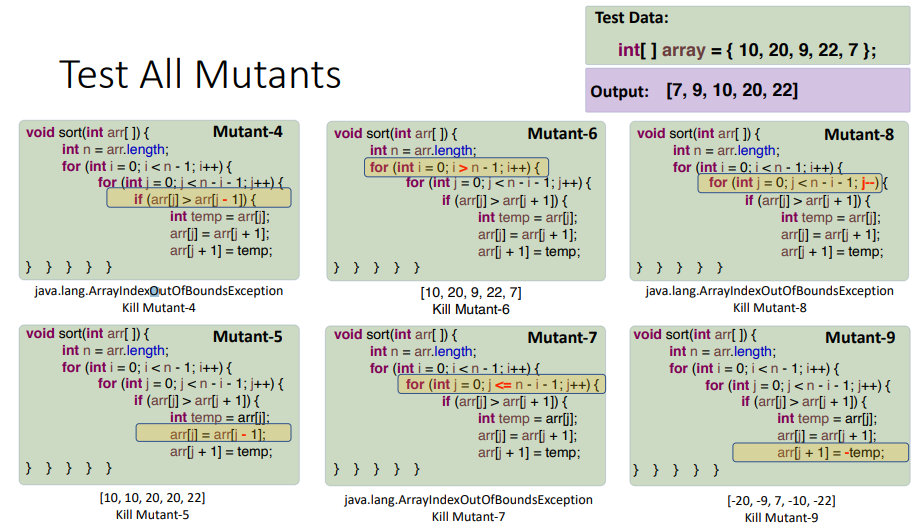 Test All Mutants
Test Data:
int[ ] array = { 10, 20, 9, 22, 7 };
Output: [7, 9, 10, 20, 22]
void sort(int arr[ ]) { Mutant-4
int n = arr.length;
for (int i = 0; i < n - 1; i++) {
for (int j = 0; j < n - i - 1; j++) {
if (arr[j] > arr[j - 1]) {
int temp = arr[j];
arr[j] = arr[j + 1];
arr[j + 1] = temp;
} } } } }
java.lang.ArrayIndexOutOfBoundsException
Kill Mutant-4
void sort(int arr[ ]) { Mutant-6
int n = arr.length;
for (int i = 0; i > n - 1; i++) {
for (int j = 0; j < n - i - 1; j++) {
if (arr[j] > arr[j + 1]) {
int temp = arr[j];
arr[j] = arr[j + 1];
arr[j + 1] = temp;
} } } } }
[10, 20, 9, 22, 7]
Kill Mutant-6
void sort(int arr[ ]) { Mutant-8
int n = arr.length;
for (int i = 0; i < n - 1; i++) {
for (int j = 0; j < n - i - 1; j--) {
if (arr[j] > arr[j + 1]) {
int temp = arr[j];
arr[j] = arr[j + 1];
arr[j + 1] = temp;
} } } } }
java.lang.ArrayIndexOutOfBoundsException
Kill Mutant-8
void sort(int arr[ ]) { Mutant-5
int n = arr.length;
for (int i = 0; i < n - 1; i++) {
for (int j = 0; j < n - i - 1; j++) {
if (arr[j] > arr[j + 1]) {
int temp = arr[j];
arr[j] = arr[j - 1];
arr[j + 1] = temp;
} } } } }
[10, 10, 20, 20, 22]
Kill Mutant-5
void sort(int arr[ ]) { Mutant-7
int n = arr.length;
for (int i = 0; i < n - 1; i++) {
for (int j = 0; j <= n - i - 1; j++) {
if (arr[j] > arr[j + 1]) {
int temp = arr[j];
arr[j] = arr[j + 1];
arr[j + 1] = temp;
} } } } }
java.lang.ArrayIndexOutOfBoundsException
Kill Mutant-7
void sort(int arr[ ]) { Mutant-9
int n = arr.length;
for (int i = 0; i < n - 1; i++) {
for (int j = 0; j < n - i - 1; j++) {
if (arr[j] > arr[j + 1]) {
int temp = arr[j];
arr[j] = arr[j + 1];
arr[j + 1] = -temp;
} } } } }
[-20, -9, 7, -10, -22]
Kill Mutant-9